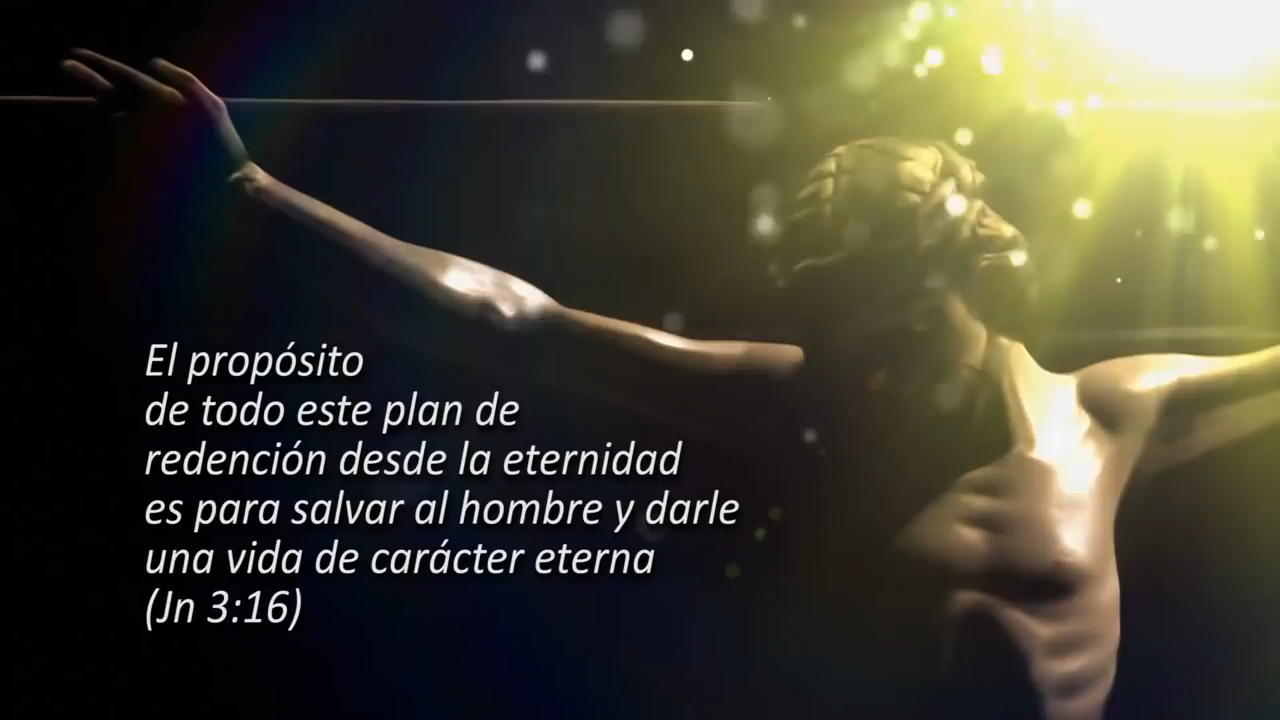 El propósito
de todo este plan de
redención desde la eternidad
es para salvar al hombre y darle
una vida de carácter eterna
(Jn 3:16)